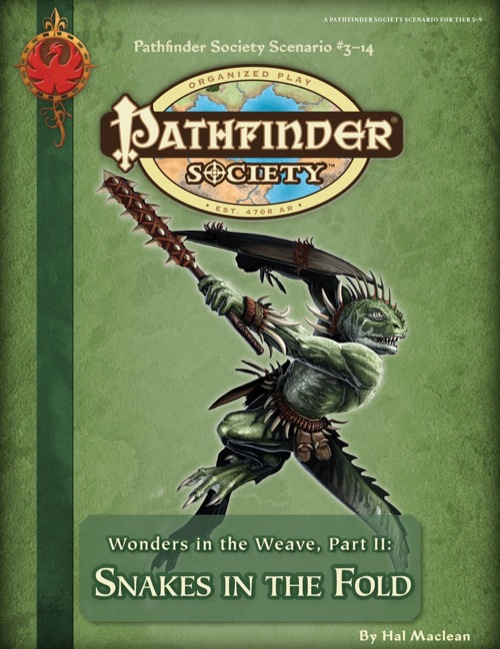 A Pathfinder Society Scenario for Tier 5–9
Pathfinder Society Scenario #3–14
ORGANIZED PLAY
PATHFINDER®
SOCIETY™
• EST. 4708 AR •
Wonders in the Weave, Part II:
Snakes in the Fold
By Hal Maclean